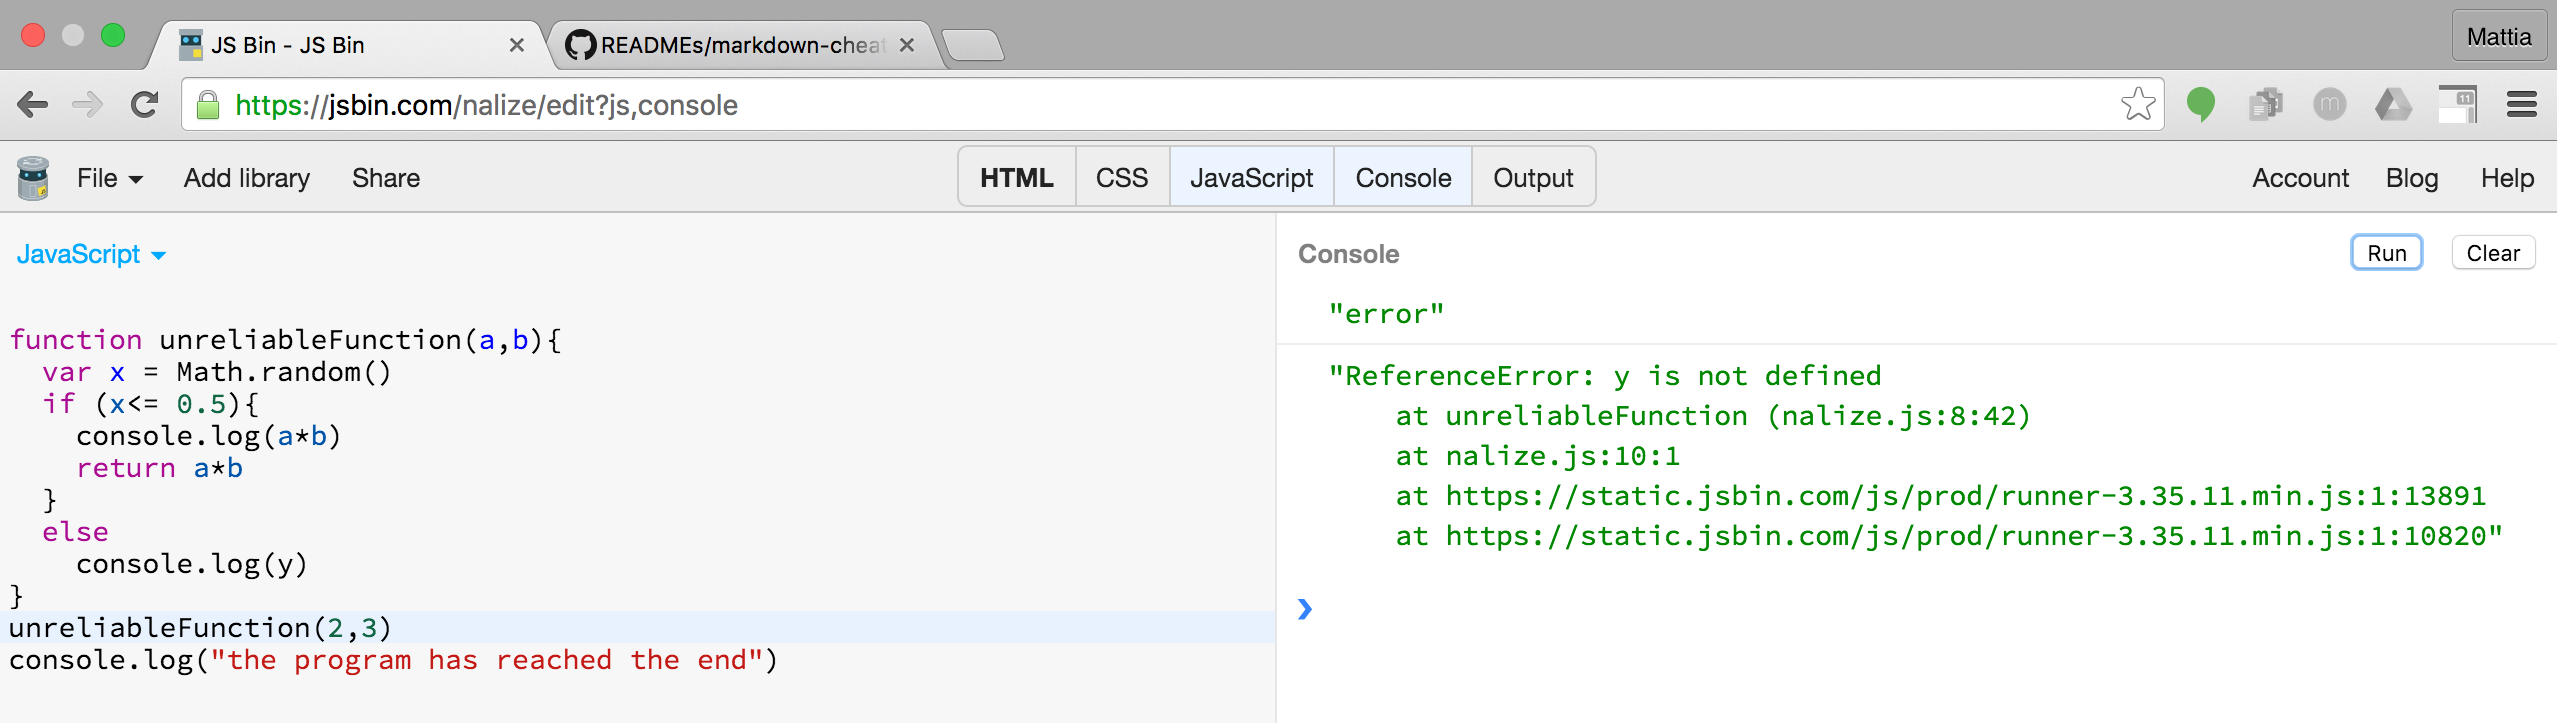 JS Bin - JS Bin
READMEs/markdown-cheat
Mattia
https://jsbin.com/nalize/edit?js,console
m
11
File
Add library
Share
HTML
CSS
JavaScript
Console
Output
Account
Blog
Help
JavaScript
function unreliableFunction(a,b){
  var x = Math.random()
  if (x<= 0.5){
    console.log(a*b)
    return a*b
  }
  else
    console.log(y)
}
unreliableFunction(2,3)
console.log("the program has reached the end")
Console
Run
Clear
"error"
"ReferenceError: y is not defined
    at unreliableFunction (nalize.js:8:42)
    at nalize.js:10:1
    at https://static.jsbin.com/js/prod/runner-3.35.11.min.js:1:13891
    at https://static.jsbin.com/js/prod/runner-3.35.11.min.js:1:10820"